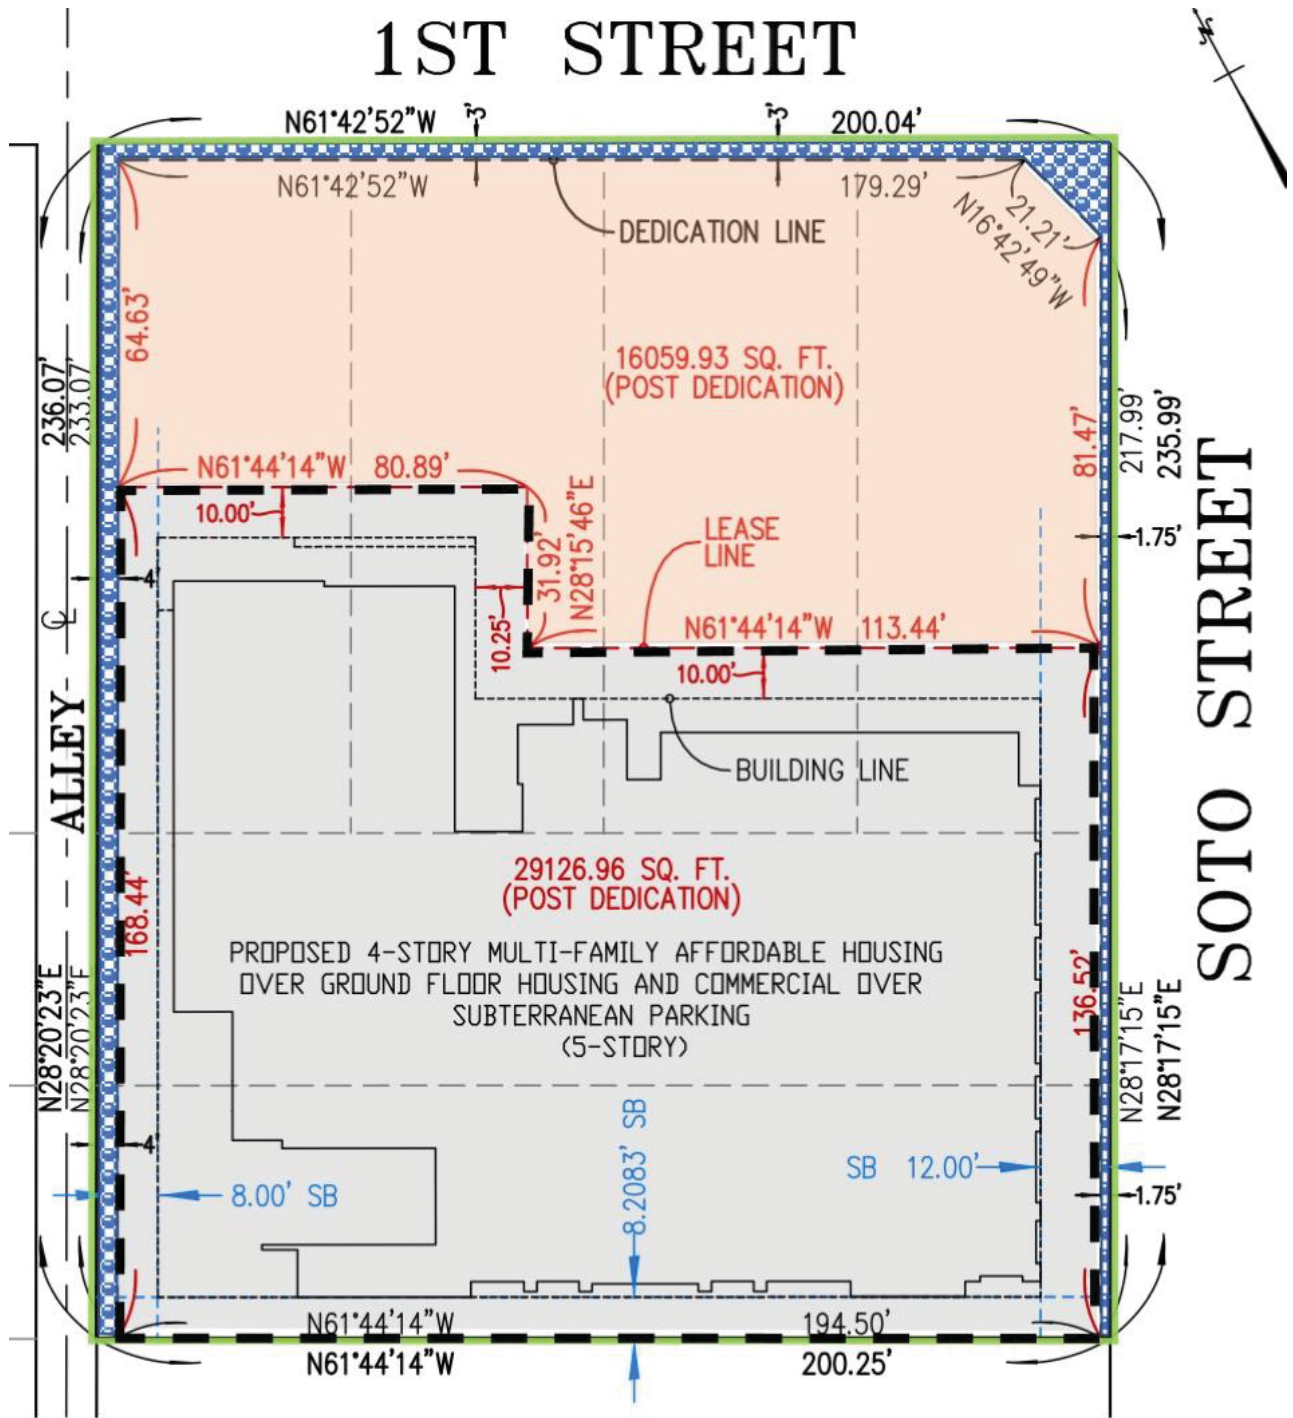 1ST STREET
N
N61°42'52"W
3'
3'
200.04'
N61°42'52"W
179.29'
DEDICATION LINE
21.21'
N16°42'49"W
64.63'
16059.93 SQ. FT.
(POST DEDICATION)
236.07'
233.07'
81.47'
217.99'
235.99'
N61°44'14"W 80.89'
10.00'
31.92'
N28°15'46"E
LEASE
LINE
1.75'
4'
10.25'
N61°44'14"W 113.44'
10.00'
ALLEY
SOTO STREET
BUILDING LINE
29126.96 SQ. FT.
(POST DEDICATION)
168.44'
PROPOSED 4-STORY MULTI-FAMILY AFFORDABLE HOUSING
OVER GROUND FLOOR HOUSING AND COMMERCIAL OVER
SUBTERRANEAN PARKING
(5-STORY)
136.52'
N28°20'23"E
N28°20'23"E
N28°17'15"E
N28°17'15"E
4'
8.2083' SB
SB 12.00'
8.00' SB
1.75'
N61°44'14"W
194.50'
N61°44'14"W
200.25'